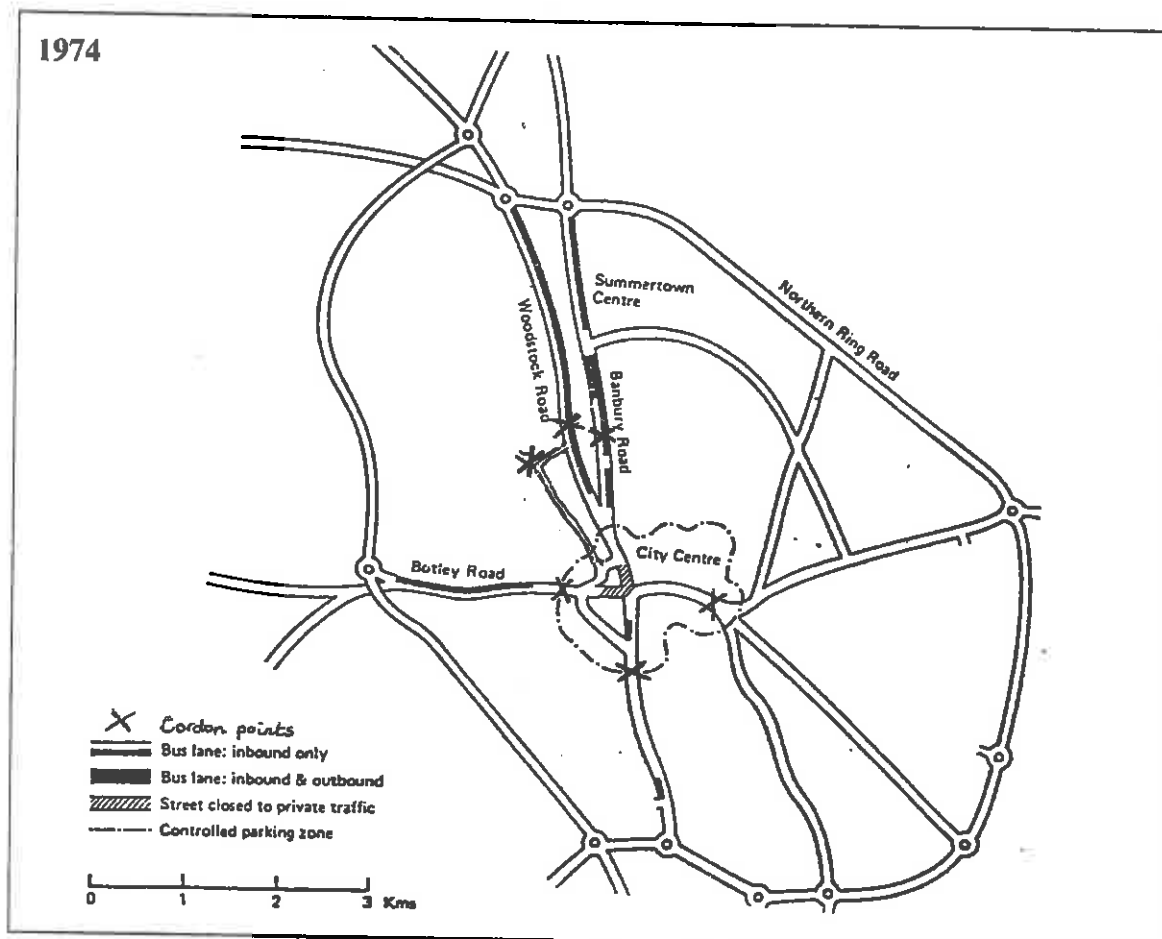 1974
Summertown
Centre
Northern Ring Road
Woodstock Road
Banbury Road
City Centre
Botley Road
Cordon points
Bus lane: inbound only
Bus lane: inbound & outbound
Street closed to private traffic
Controlled parking zone
0 1 2 3 Kms